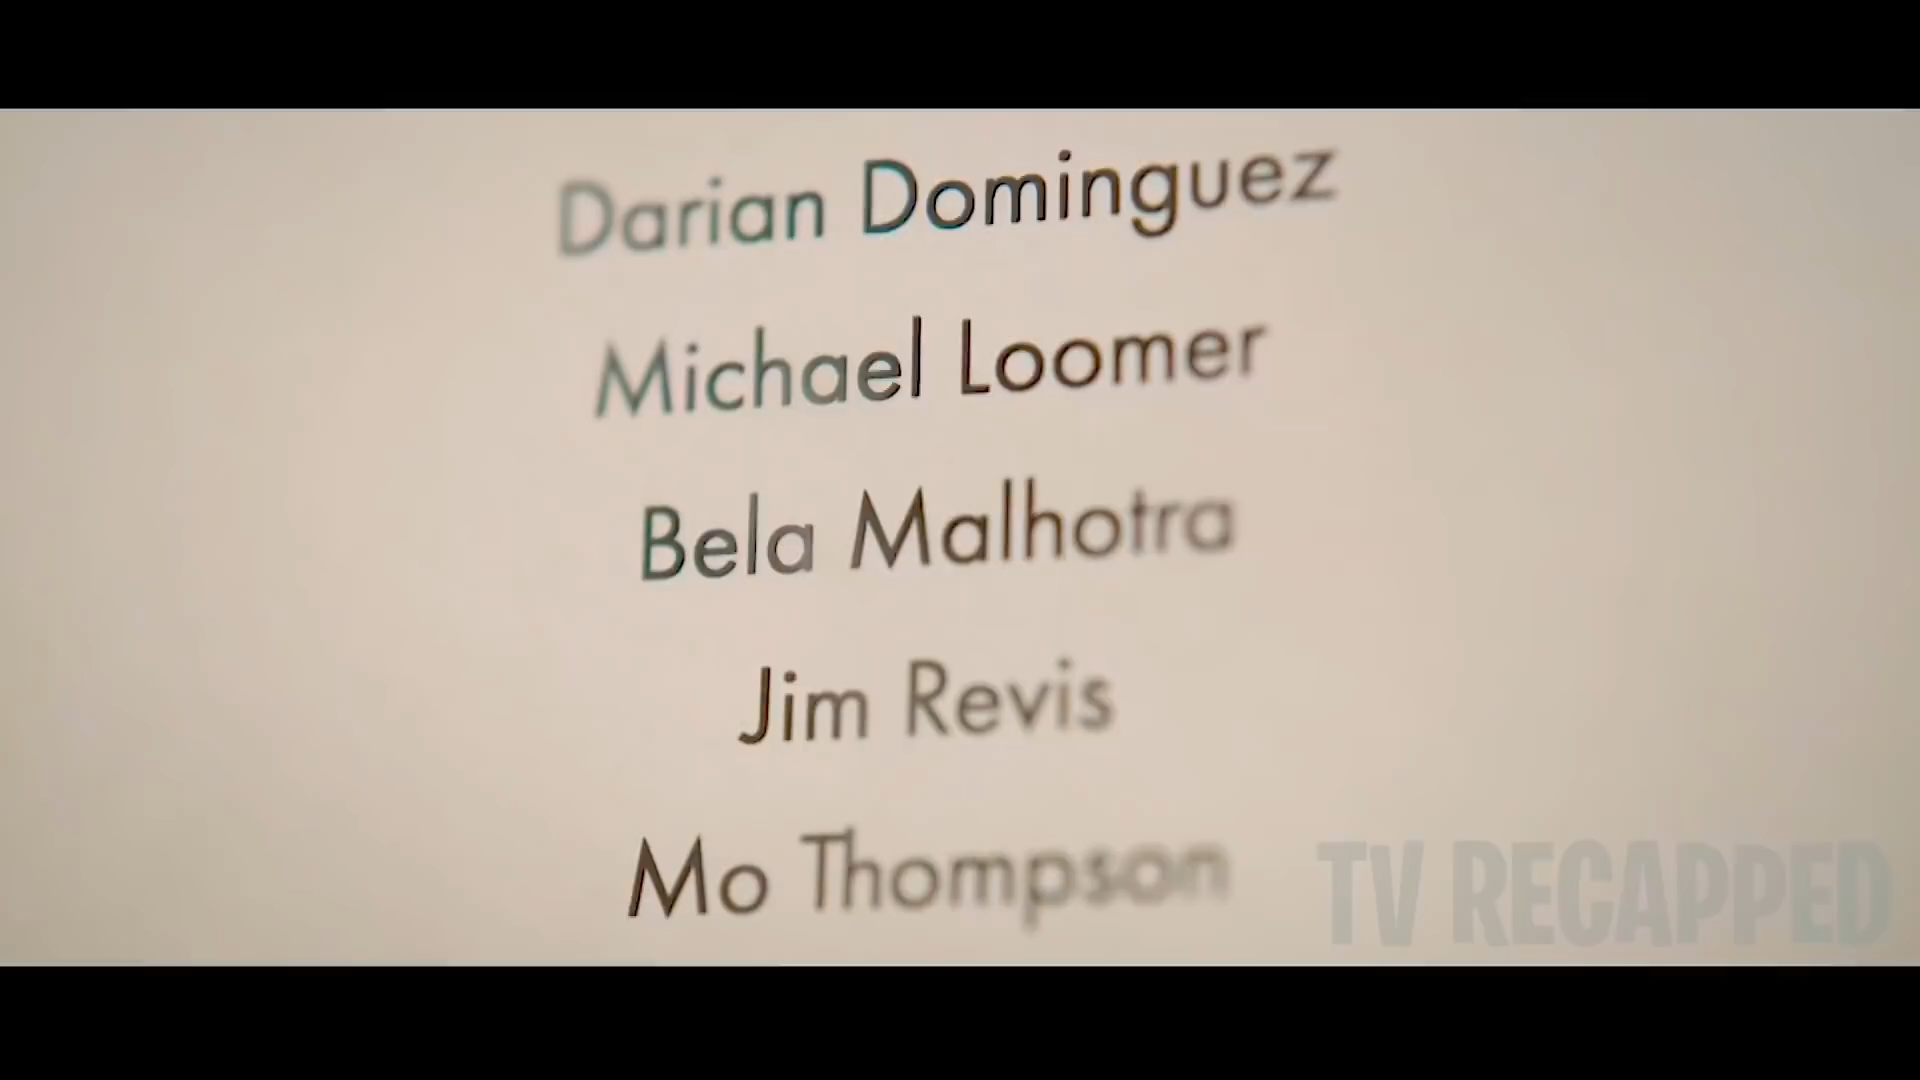 Darian Dominguez
Michael Loomer
Bela Malhotra
Jim Revis
Mo Thompson
TV RECAPPED